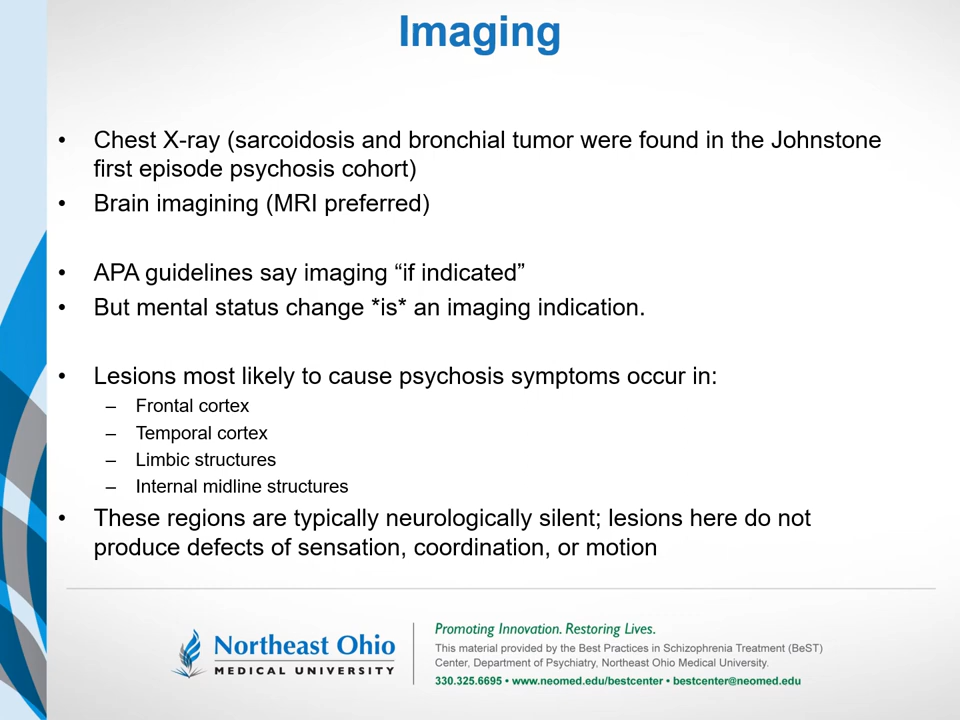 Imaging
• Chest X-ray (sarcoidosis and bronchial tumor were found in the Johnstone
first episode psychosis cohort)
• Brain imagining (MRI preferred)
• APA guidelines say imaging “if indicated”
• But mental status change *is* an imaging indication.
• Lesions most likely to cause psychosis symptoms occur in:
– Frontal cortex
– Temporal cortex
– Limbic structures
– Internal midline structures
• These regions are typically neurologically silent; lesions here do not
produce defects of sensation, coordination, or motion
Northeast Ohio
MEDICAL UNIVERSITY
Promoting Innovation. Restoring Lives.
This material provided by the Best Practices in Schizophrenia Treatment (BeST)
Center, Department of Psychiatry, Northeast Ohio Medical University.
330.325.6695 • www.neomed.edu/bestcenter • bestcenter@neomed.edu